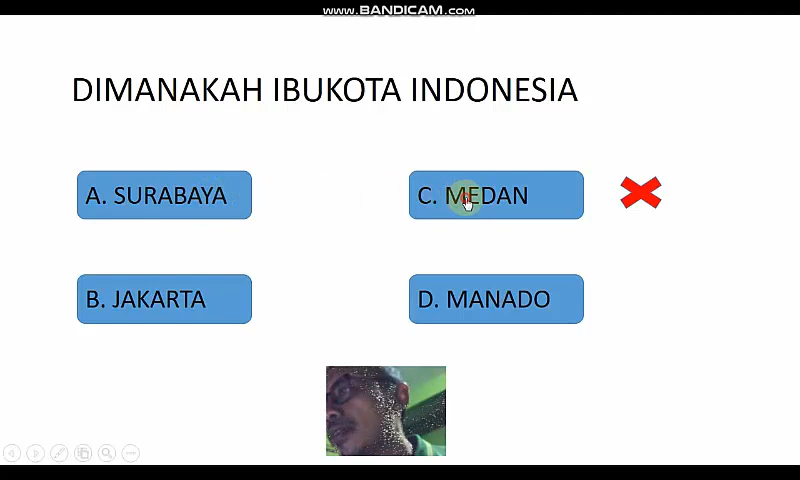 www.BANDICAM.com
DIMANAKAH IBUKOTA INDONESIA
A. SURABAYA
C. MEDAN
B. JAKARTA
D. MANADO